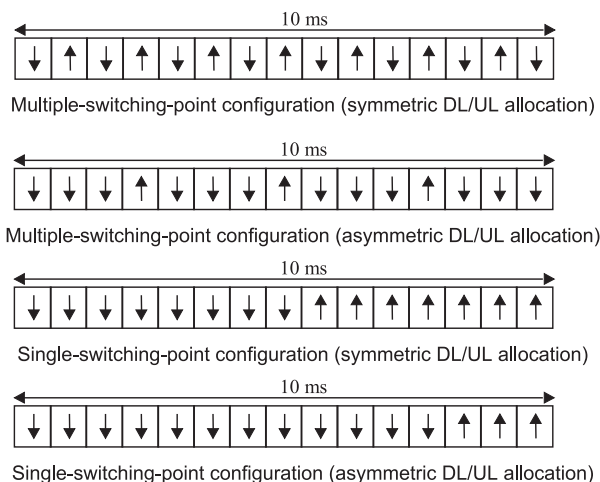 10 ms
Multiple-switching-point configuration (symmetric DL/UL allocation)
10 ms
Multiple-switching-point configuration (asymmetric DL/UL allocation)
10 ms
Single-switching-point configuration (symmetric DL/UL allocation)
10 ms
Single-switching-point configuration (asymmetric DL/UL allocation)